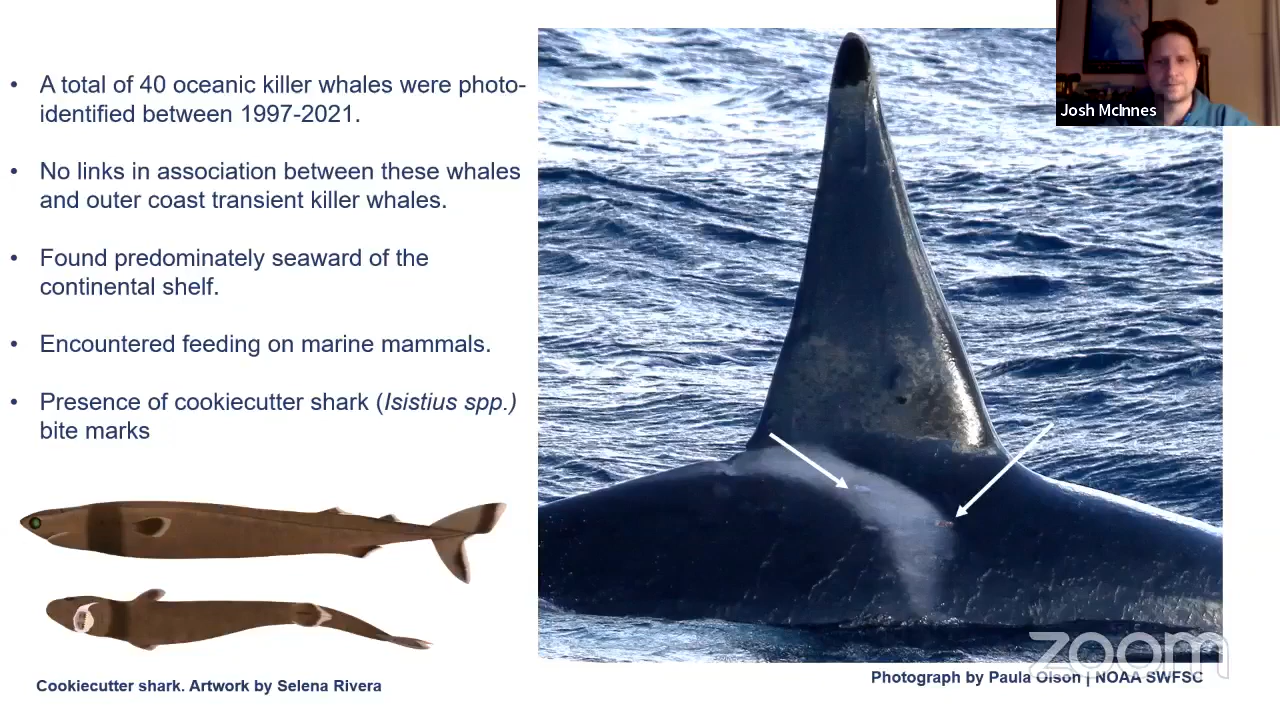 • A total of 40 oceanic killer whales were photo-
identified between 1997-2021.
• No links in association between these whales
and outer coast transient killer whales.
• Found predominately seaward of the
continental shelf.
• Encountered feeding on marine mammals.
• Presence of cookiecutter shark (Isistius spp.)
bite marks
Cookiecutter shark. Artwork by Selena Rivera
Josh McInnes
zoom
Photograph by Paula Olson | NOAA SWFSC